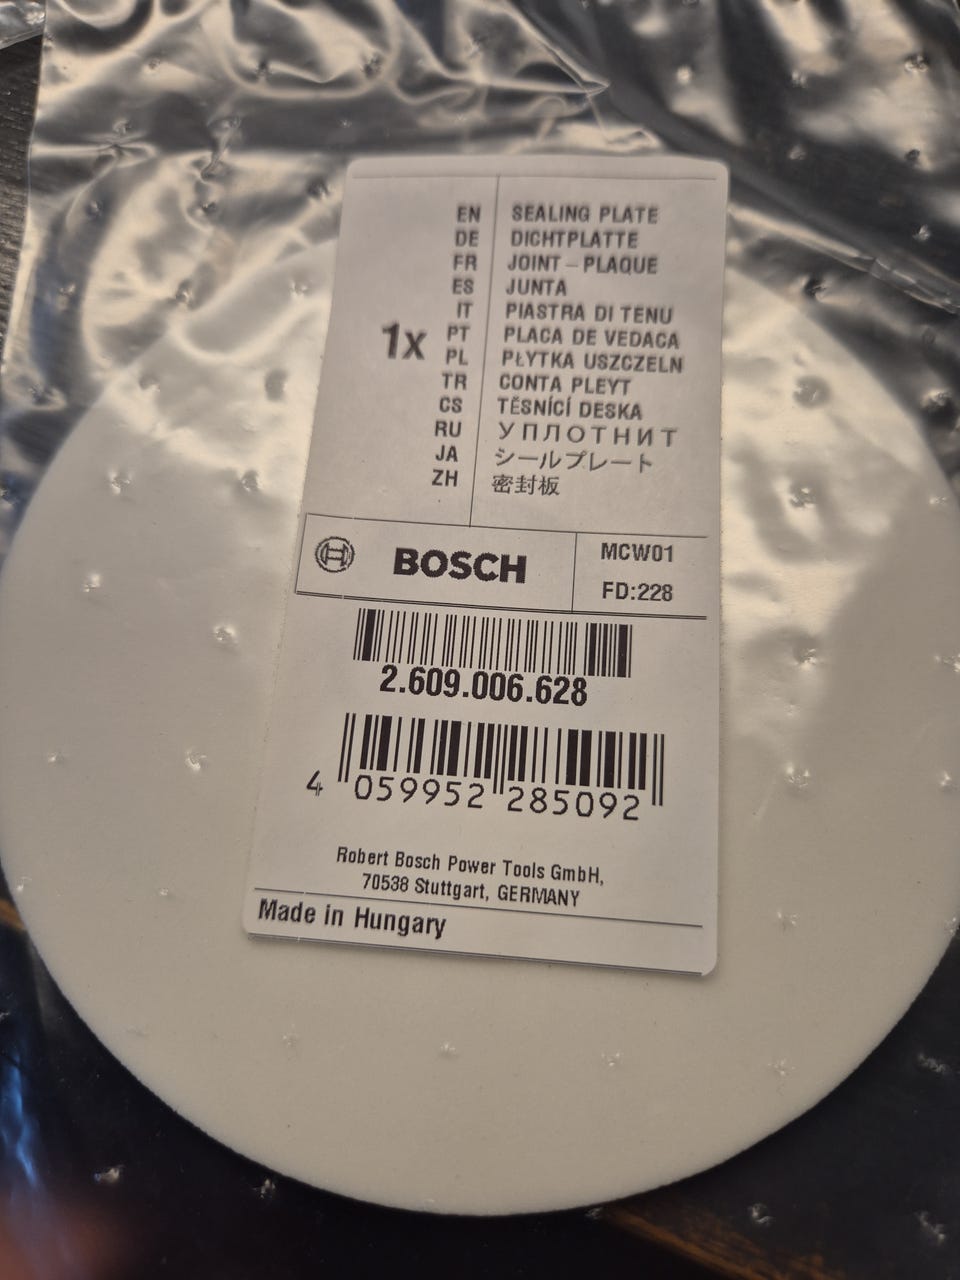 1x
EN SEALING PLATE
DE DICHTPLATTE
FR JOINT – PLAQUE
ES JUNTA
IT PIASTRA DI TENU
PT PLACA DE VEDACA
PL PŁYTKA USZCZELN
TR CONTA PLEYT
CS TĚSNÍCÍ DESKA
RU УПЛОТНИТ
JA シールプレート
ZH 密封板
BOSCH
MCW01
FD:228
2.609.006.628
4 059952 285092
Robert Bosch Power Tools GmbH,
70538 Stuttgart, GERMANY
Made in Hungary